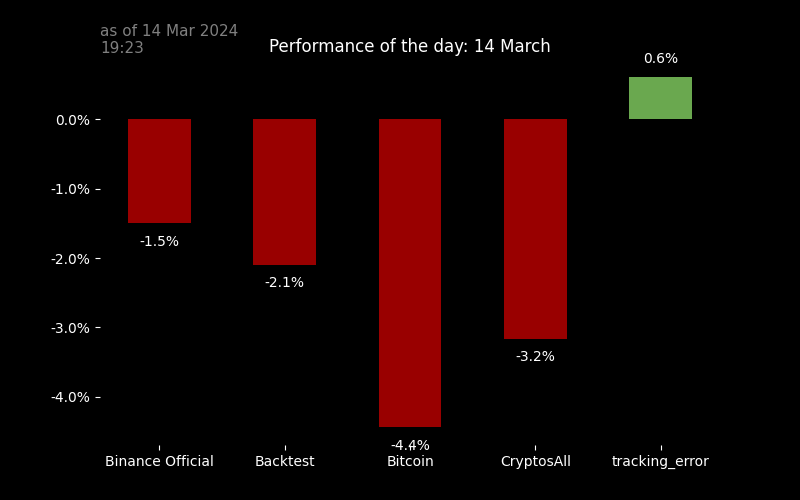 as of 14 Mar 2024
19:23
Performance of the day: 14 March
0.6%
0.0%
-1.0%
-1.5%
-2.0%
-2.1%
-3.0%
-3.2%
-4.0%
-4.4%
Binance Official
Backtest
Bitcoin
CryptosAll
tracking_error